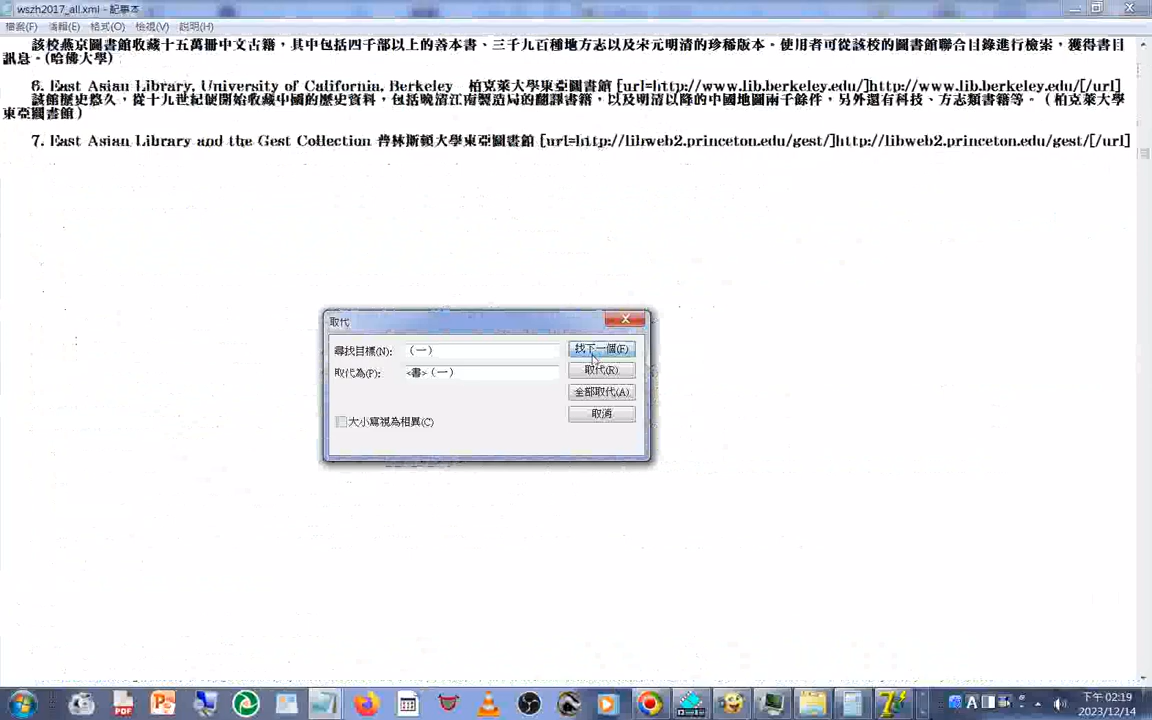 wszh2017_all.xml - 記事本
檔案(F) 編輯(E) 格式(O) 檢視(V) 說明(H)
該校燕京圖書館收藏十五萬冊中文古籍，其中包括四千部以上的善本書、三千九百種地方志以及宋元明清的珍稀版本。使用者可從該校的圖書館聯合目錄進行檢索，獲得書目
訊息。(哈佛大學)
6. East Asian Library, University of California, Berkeley 柏克萊大學東亞圖書館 [url=http://www.lib.berkeley.edu/]http://www.lib.berkeley.edu/[/url]
該館歷史悠久，從十九世紀便開始收藏中國的歷史資料，包括晚清江南製造局的翻譯書籍，以及明清以降的中國地圖兩千餘件，另外還有科技、方志類書籍等。（柏克萊大學
東亞圖書館）
7. East Asian Library and the Gest Collection 普林斯頓大學東亞圖書館 [url=http://libweb2.princeton.edu/gest/]http://libweb2.princeton.edu/gest/[/url]
取代
尋找目標(N): （一） 找下一個(F)
取代為(P): <書>（一） 取代(R)
全部取代(A)
取消
大小寫視為相異(C)
下午 02:19
2023/12/14